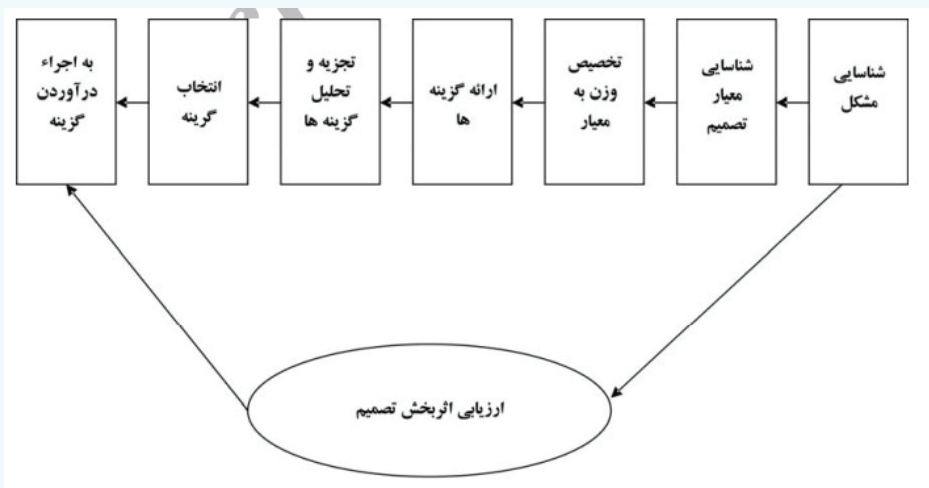 شناسایی
مشکل
شناسایی
معیار
تصمیم
تخصیص
وزن به
معیار
ارائه گزینه
ها
تجزیه و
تحلیل
گزینه ها
انتخاب
گرینه
به اجراء
درآوردن
گزینه
ارزیابی اثربخش تصمیم